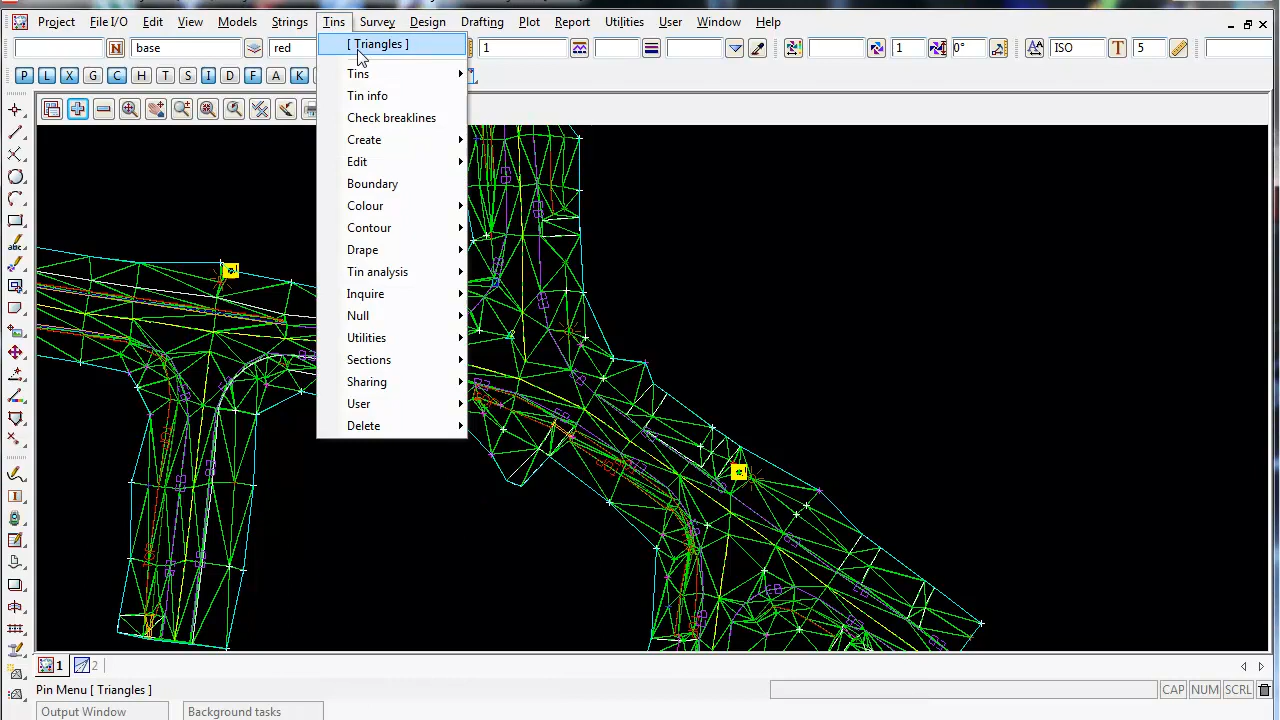 Project File I/O Edit View Models Strings Tins Survey Design Drafting Plot Report Utilities User Window Help
base red 1 1 0° ISO 5
P L X G C H T S I D F A K
[ Triangles ]
Tins
Tin info
Check breaklines
Create
Edit
Boundary
Colour
Contour
Drape
Tin analysis
Inquire
Null
Utilities
Sections
Sharing
User
Delete
1 2
Pin Menu [ Triangles ] CAP NUM SCRL
Output Window Background tasks